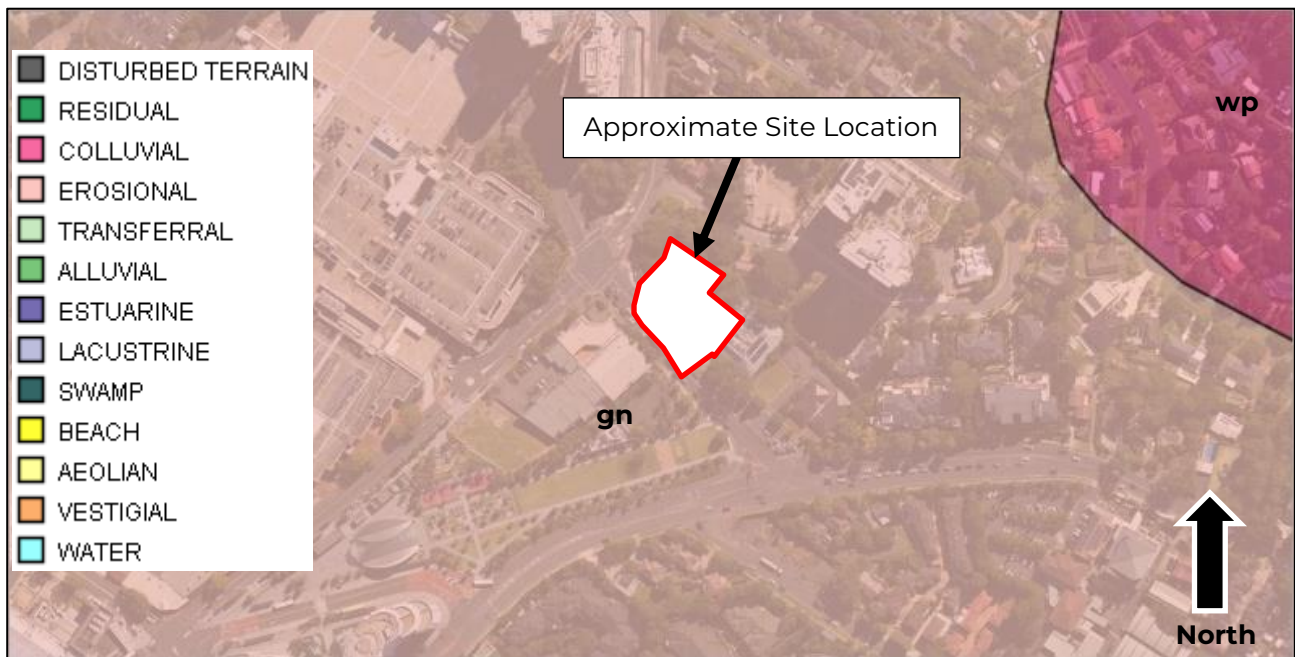 DISTURBED TERRAIN
RESIDUAL
COLLUVIAL
EROSIONAL
TRANSFERRAL
ALLUVIAL
ESTUARINE
LACUSTRINE
SWAMP
BEACH
AEOLIAN
VESTIGIAL
WATER
Approximate Site Location
wp
gn
North